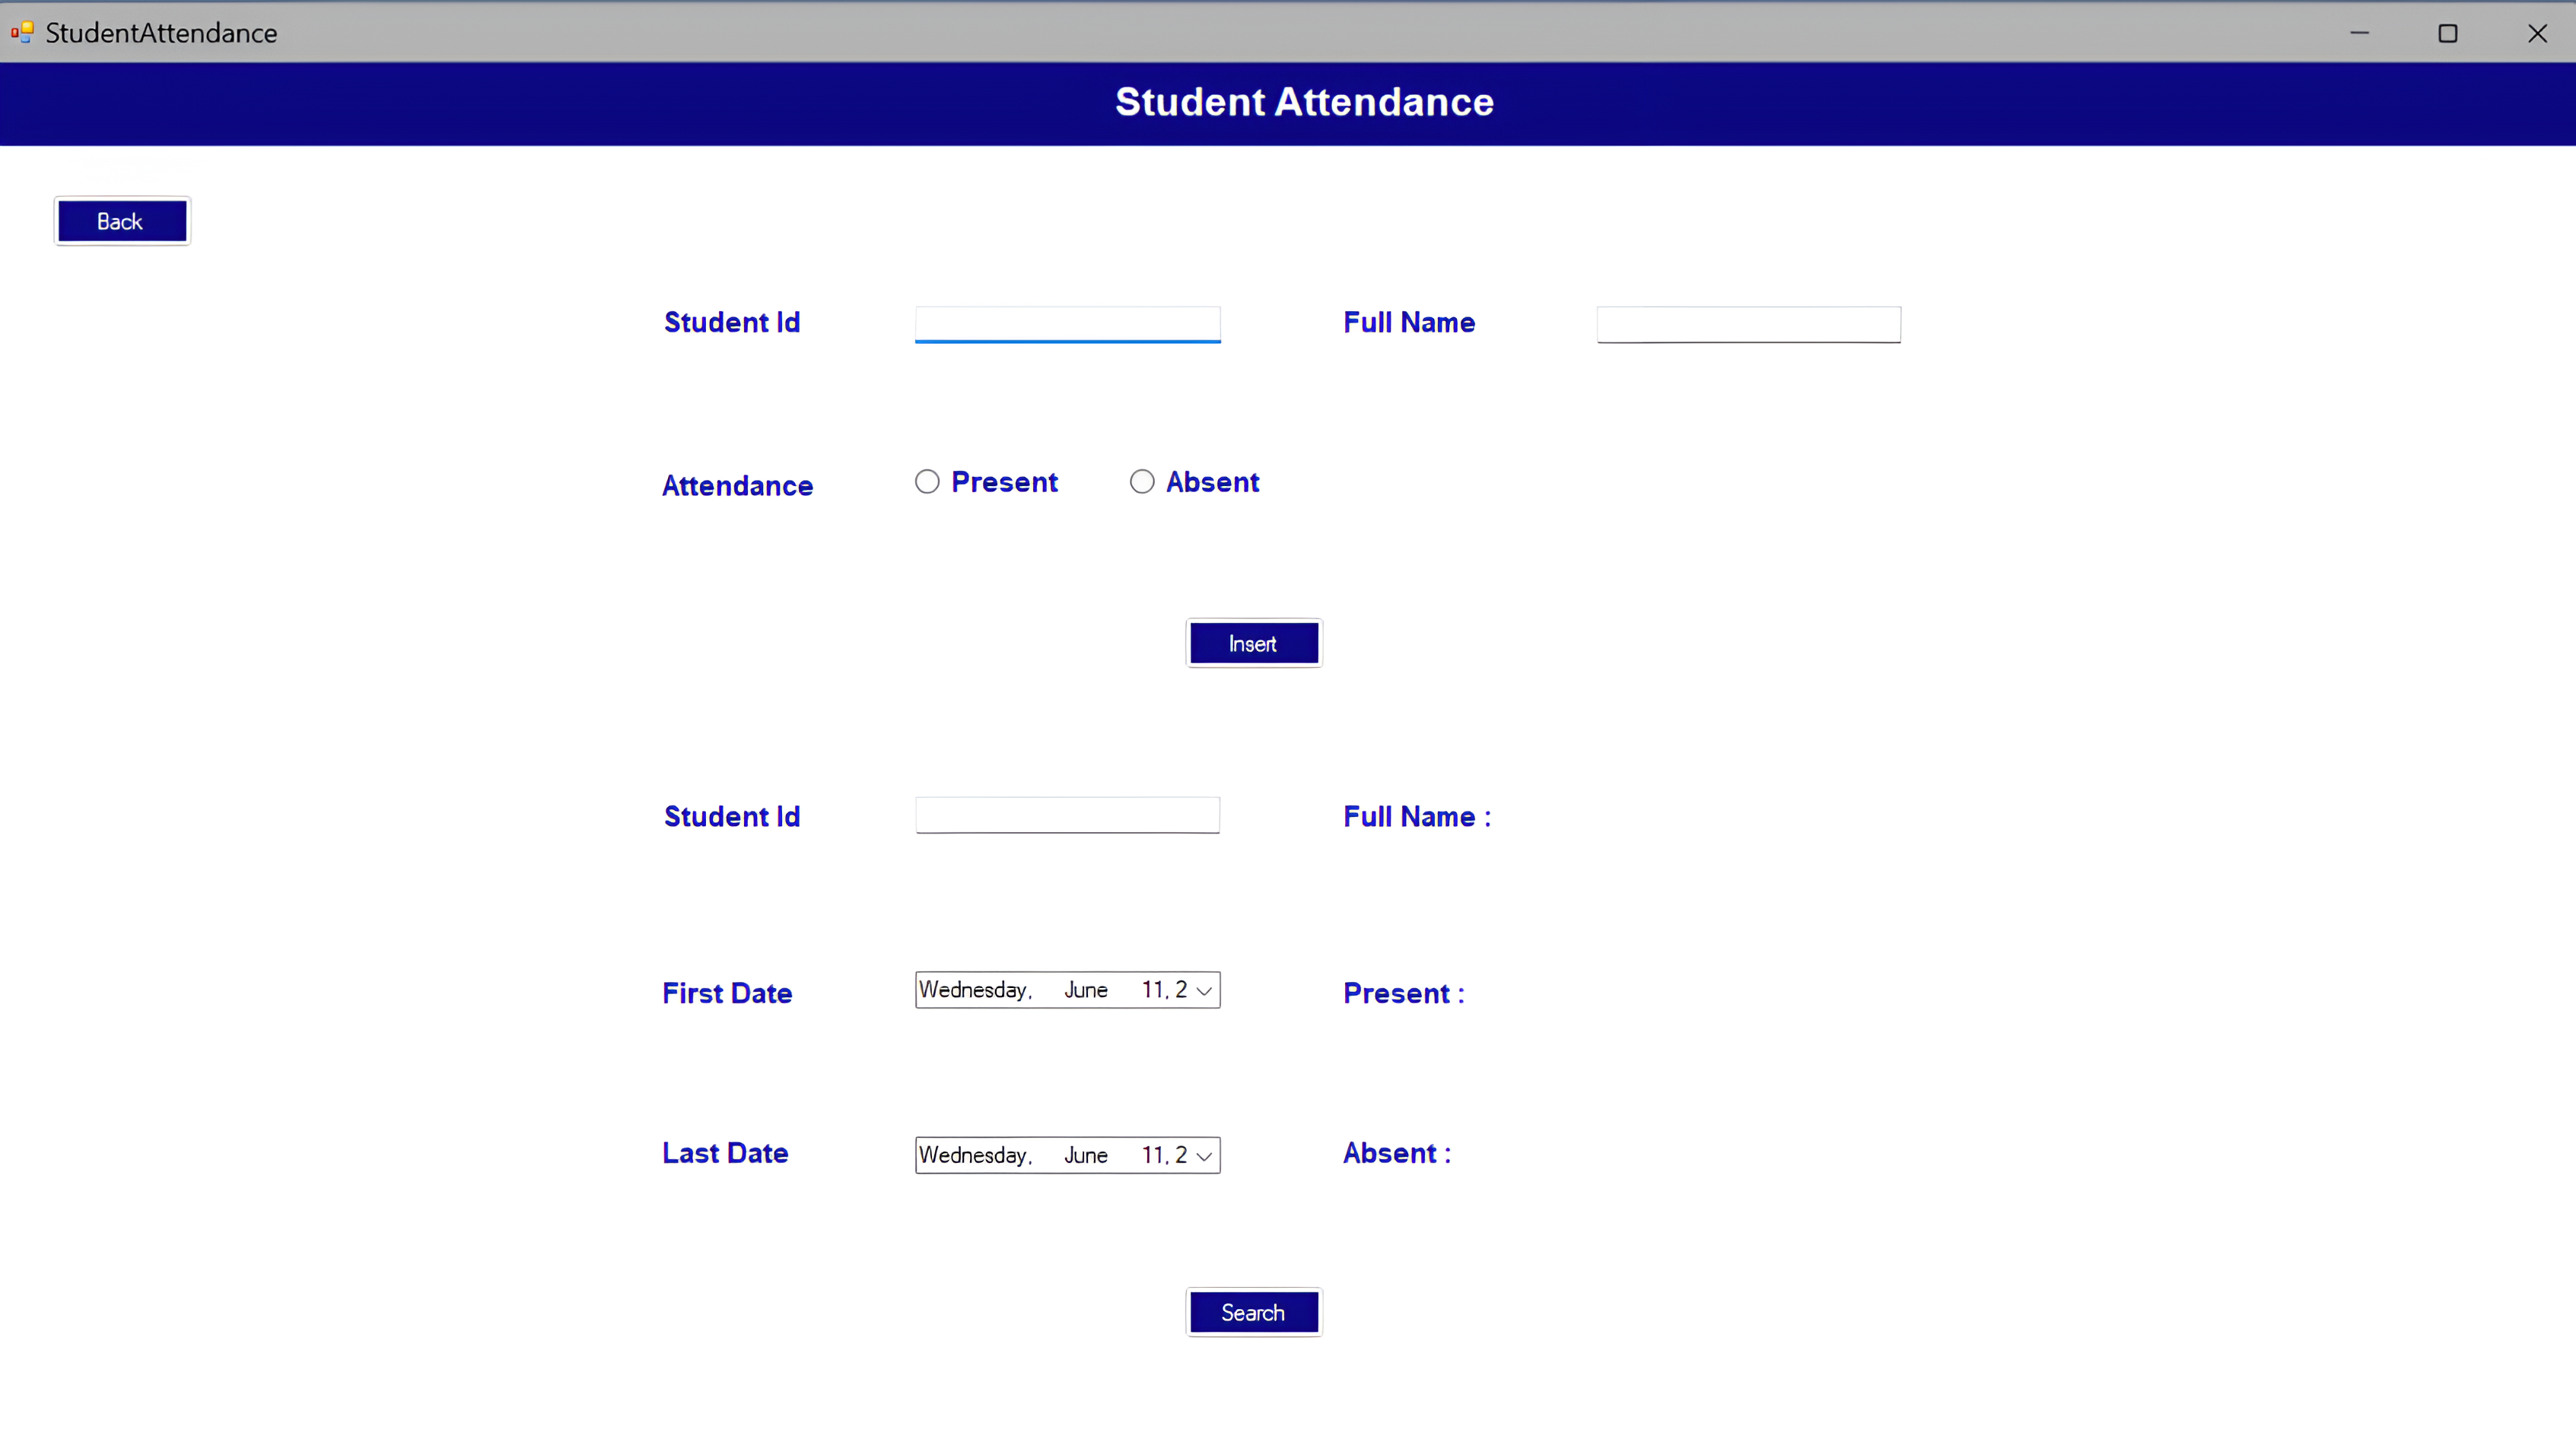 StudentAttendance
Student Attendance
Back
Student Id
Full Name
Attendance
Present
Absent
Insert
Student Id
Full Name :
First Date
Wednesday, June 11, 2
Present :
Last Date
Wednesday, June 11, 2
Absent :
Search